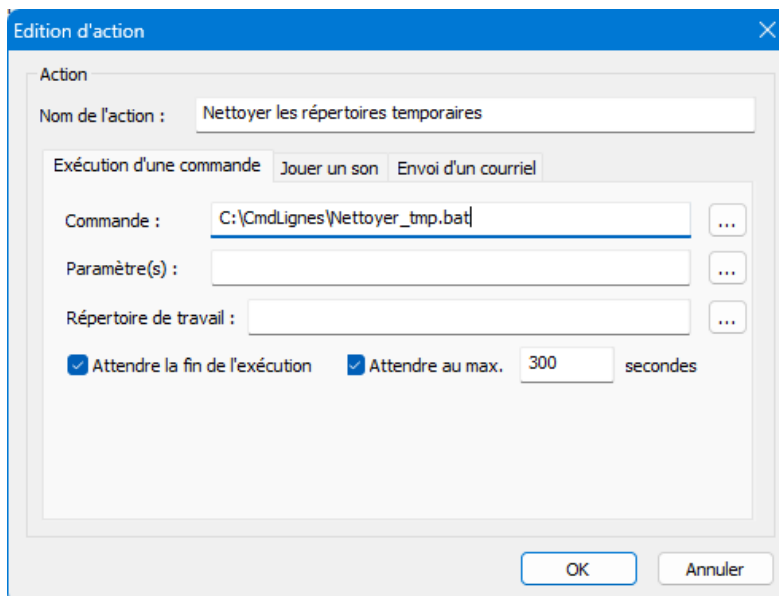 Edition d'action
Action
Nom de l'action : Nettoyer les répertoires temporaires
Exécution d'une commande Jouer un son Envoi d'un courriel
Commande : C:\CmdLignes\Nettoyer_tmp.bat ...
Paramètre(s) : ...
Répertoire de travail : ...
Attendre la fin de l'exécution Attendre au max. 300 secondes
OK Annuler